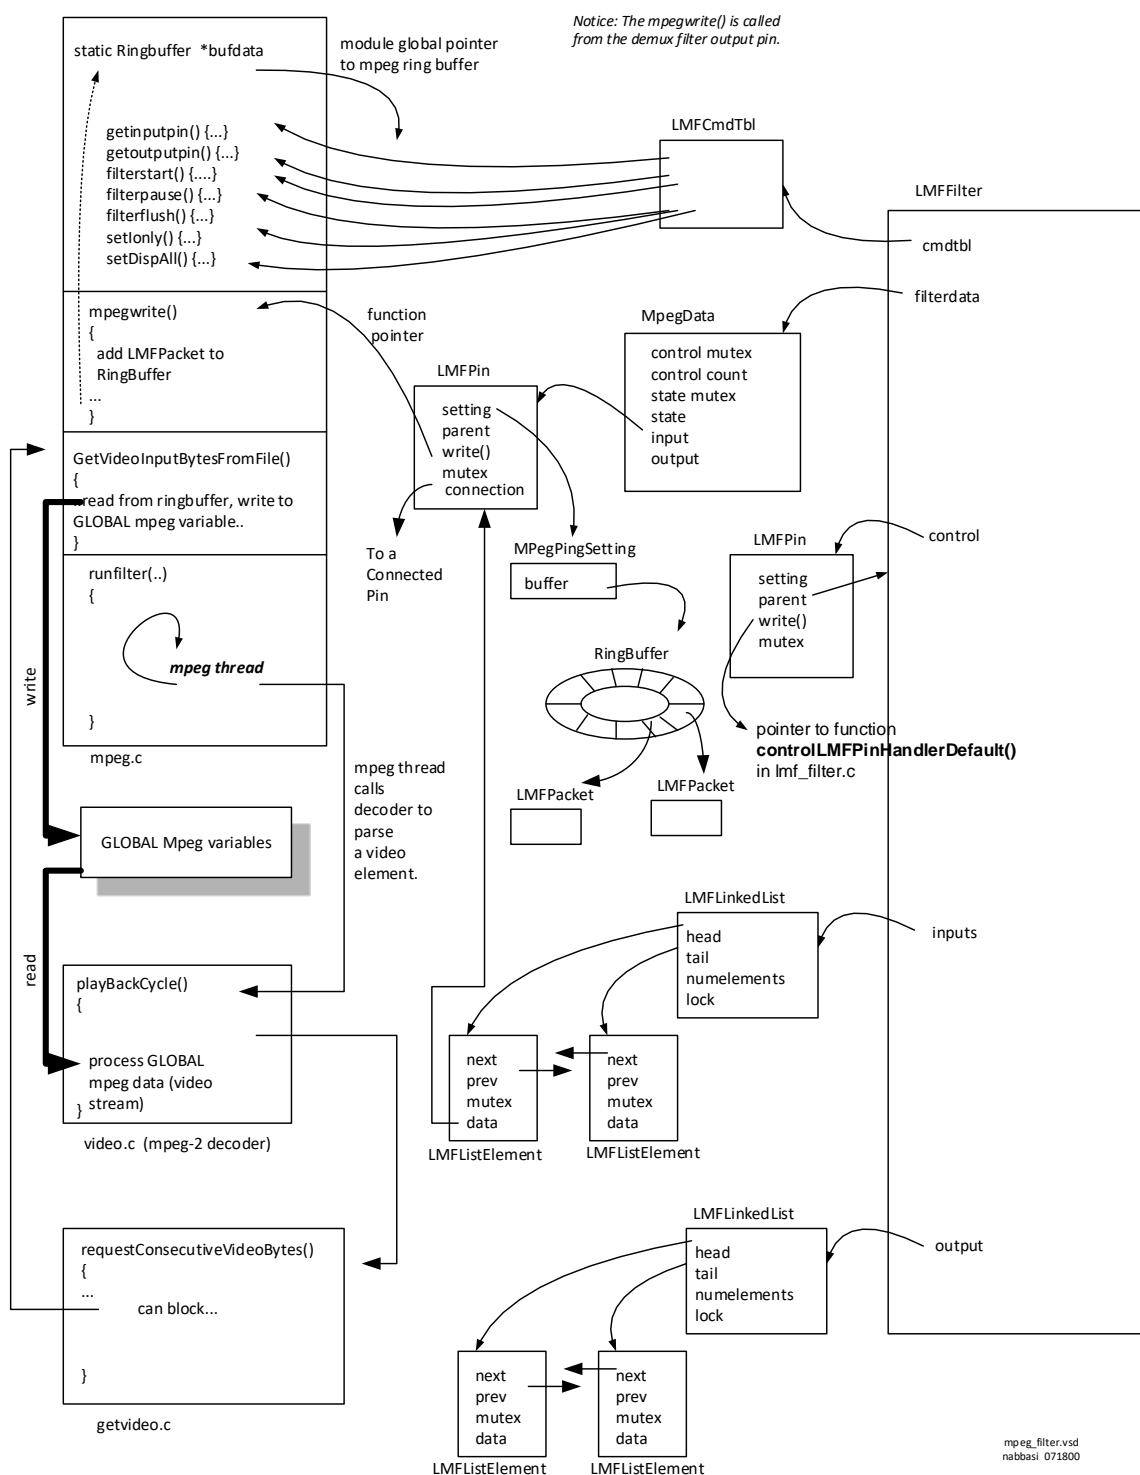 Notice: The mpegwrite() is called
from the demux filter output pin.
static Ringbuffer *bufdata
module global pointer
to mpeg ring buffer
getinputpin() {...}
getoutputpin() {...}
filterstart() {....}
filterpause() {...}
filterflush() {...}
setIonly() {...}
setDispAll() {...}
LMFCmdTbl
LMFFilter
cmdtbl
filterdata
mpegwrite()
{
add LMFPacket to
RingBuffer
...
}
function
pointer
LMFPin
setting
parent
write()
mutex
connection
MpegData
control mutex
control count
state mutex
state
input
output
GetVideoInputBytesFromFile()
{
..read from ringbuffer, write to
GLOBAL mpeg variable..
}
To a
Connected
Pin
MPegPingSetting
buffer
LMFPin
setting
parent
write()
mutex
control
runfilter(..)
{
mpeg thread
}
mpeg.c
write
RingBuffer
LMFPacket
LMFPacket
pointer to function
controlLMFPinHandlerDefault()
in lmf_filter.c
mpeg thread
calls
decoder to
parse
a video
element.
GLOBAL Mpeg variables
read
LMFLinkedList
head
tail
numelements
lock
inputs
playBackCycle()
{
process GLOBAL
mpeg data (video
stream)
}
video.c (mpeg-2 decoder)
next
prev
mutex
data
LMFListElement
next
prev
mutex
data
LMFListElement
LMFLinkedList
head
tail
numelements
lock
output
requestConsecutiveVideoBytes()
{
...
can block...
}
getvideo.c
next
prev
mutex
data
LMFListElement
next
prev
mutex
data
LMFListElement
mpeg_filter.vsd
nabbasi 071800